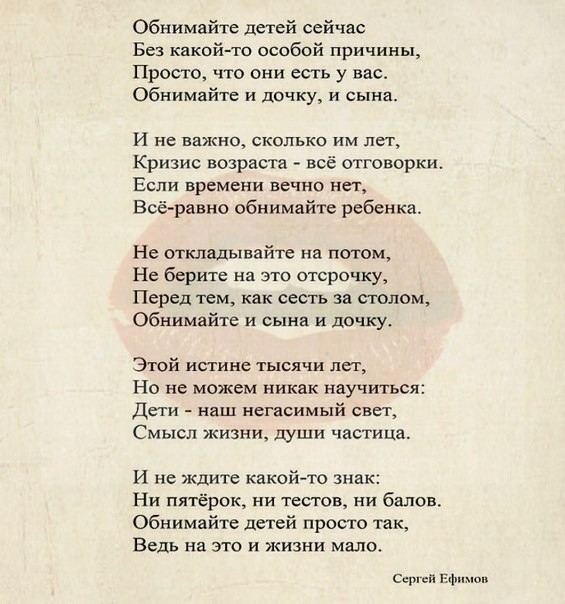 Обнимайте детей сейчас
Без какой-то особой причины,
Просто, что они есть у вас.
Обнимайте и дочку, и сына.

И не важно, сколько им лет,
Кризис возраста - всё отговорки.
Если времени вечно нет,
Всё-равно обнимайте ребенка.

Не откладывайте на потом,
Не берите на это отсрочку,
Перед тем, как сесть за столом,
Обнимайте и сына и дочку.

Этой истине тысячи лет,
Но не можем никак научиться:
Дети - наш негасимый свет,
Смысл жизни, души частица.

И не ждите какой-то знак:
Ни пятёрок, ни тестов, ни балов.
Обнимайте детей просто так,
Ведь на это и жизни мало.

Сергей Ефимов